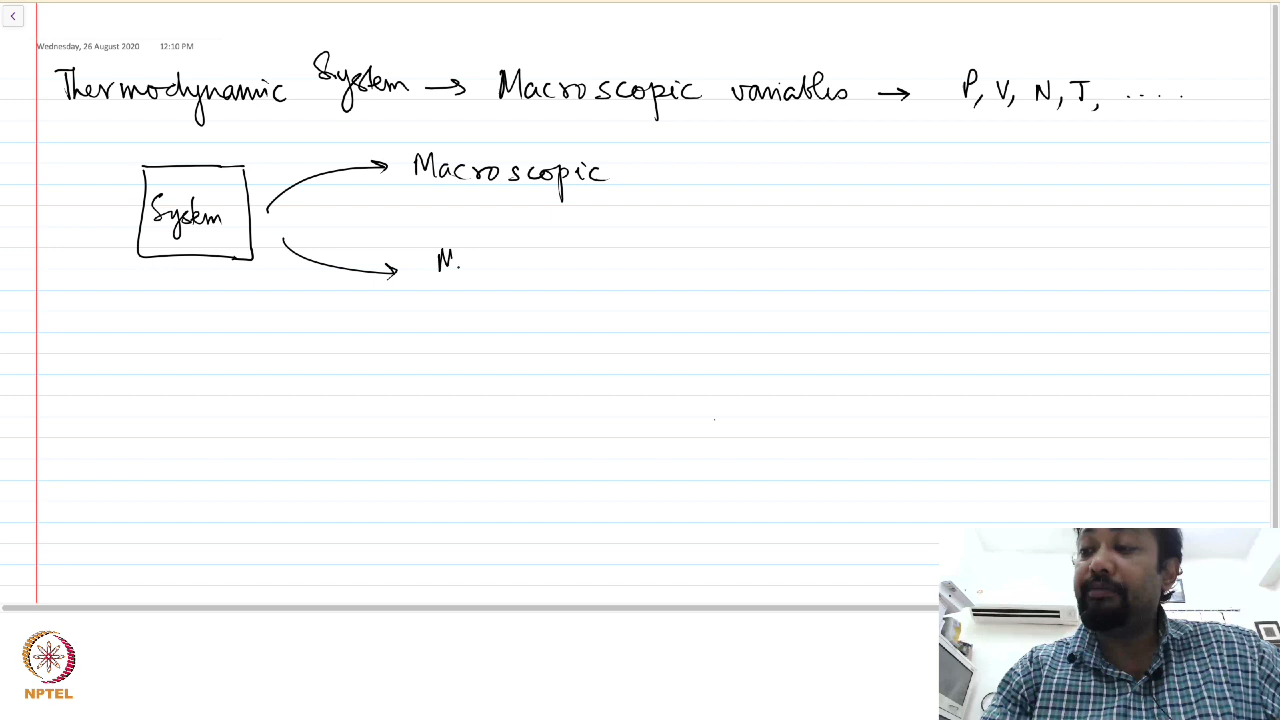 Wednesday, 26 August 2020 12:10 PM
Thermodynamic System → Macroscopic variables → P, V, N, T, .....
Macroscopic
System
M.
NPTEL